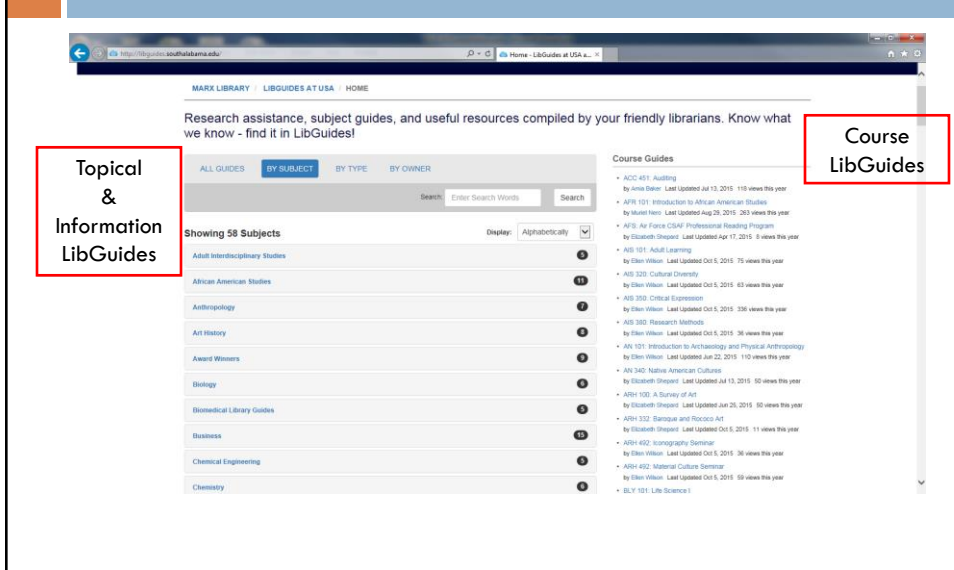 http://libguides.southalabama.edu/
Home - LibGuides at USA a...
MARX LIBRARY / LIBGUIDES AT USA / HOME
Research assistance, subject guides, and useful resources compiled by your friendly librarians. Know what
we know - find it in LibGuides!
Topical
&
Information
LibGuides
ALL GUIDES BY SUBJECT BY TYPE BY OWNER
Search: Enter Search Words Search
Showing 58 Subjects Display: Alphabetically
Adult Interdisciplinary Studies 5
African American Studies 11
Anthropology 7
Art History 8
Award Winners 9
Biology 6
Biomedical Library Guides 5
Business 15
Chemical Engineering 5
Chemistry 6
Course
LibGuides
Course Guides
• ACC 451: Auditing
by Amie Baker Last Updated Jul 13, 2015 118 views this year
• AFR 101: Introduction to African American Studies
by Muriel Nero Last Updated Aug 29, 2015 263 views this year
• AFS: Air Force CSAF Professional Reading Program
by Elizabeth Shepard Last Updated Apr 17, 2015 8 views this year
• AIS 101: Adult Learning
by Ellen Wilson Last Updated Oct 5, 2015 75 views this year
• AIS 320: Cultural Diversity
by Ellen Wilson Last Updated Oct 5, 2015 63 views this year
• AIS 350: Critical Expression
by Ellen Wilson Last Updated Oct 5, 2015 336 views this year
• AIS 380: Research Methods
by Ellen Wilson Last Updated Oct 5, 2015 36 views this year
• AN 101: Introduction to Archaeology and Physical Anthropology
by Ellen Wilson Last Updated Jun 22, 2015 110 views this year
• AN 340: Native American Cultures
by Elizabeth Shepard Last Updated Jul 13, 2015 50 views this year
• ARH 100: A Survey of Art
by Elizabeth Shepard Last Updated Jun 25, 2015 50 views this year
• ARH 332: Baroque and Rococo Art
by Elizabeth Shepard Last Updated Oct 5, 2015 11 views this year
• ARH 492: Iconography Seminar
by Ellen Wilson Last Updated Oct 5, 2015 36 views this year
• ARH 492: Material Culture Seminar
by Ellen Wilson Last Updated Oct 5, 2015 59 views this year
• BLY 101: Life Science I